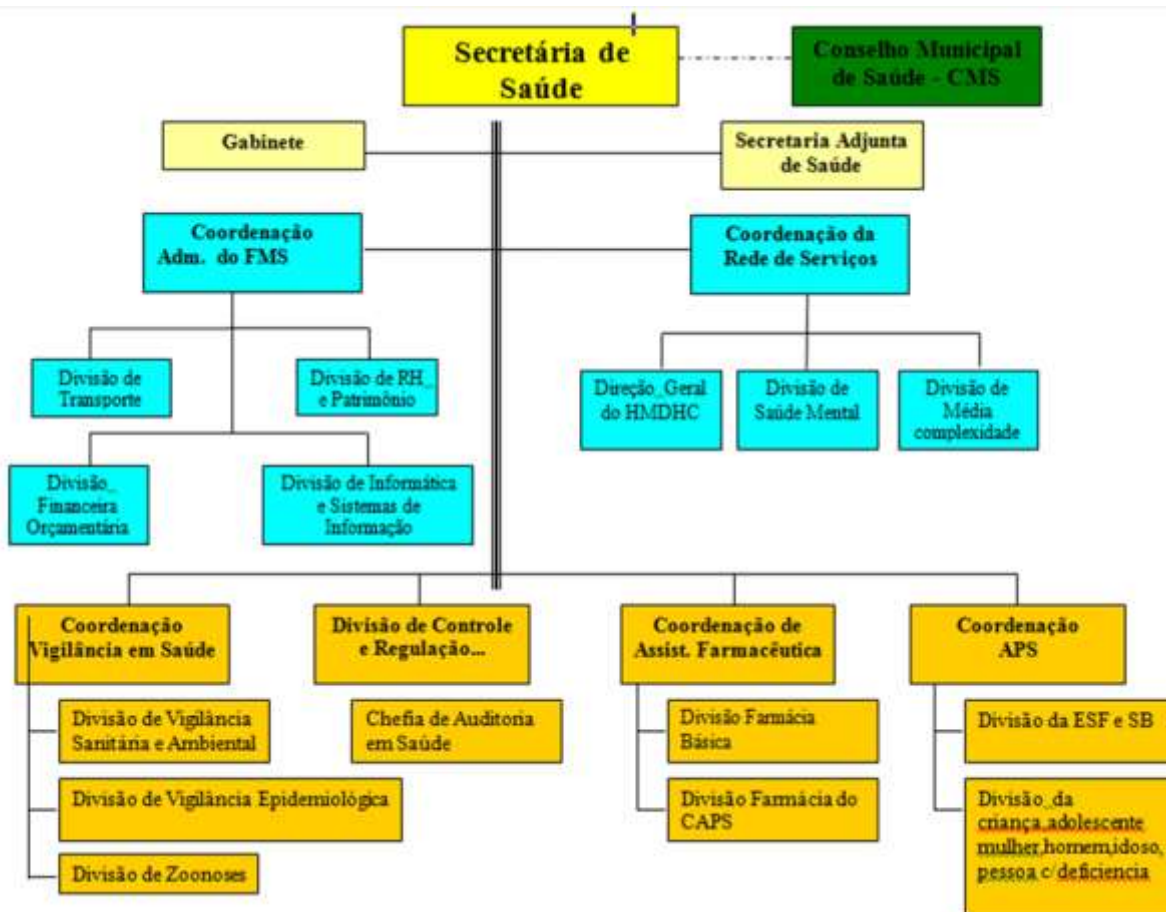 Secretária de
Saúde
Conselho Municipal
de Saúde - CMS
Gabinete
Secretaria Adjunta
de Saúde
Coordenação
Adm. do FMS
Coordenação da
Rede de Serviços
Divisão de
Transporte
Divisão de RH_
e Patrimônio
Direção_Geral
do HMDHC
Divisão de
Saúde Mental
Divisão de
Média
complexidade
Divisão_
Financeira
Orçamentária
Divisão de Informática
e Sistemas de
Informação
Coordenação
Vigilância em Saúde
Divisão de Controle
e Regulação...
Coordenação de
Assist. Farmacêutica
Coordenação
APS
Divisão de Vigilância
Sanitária e Ambiental
Chefia de Auditoria
em Saúde
Divisão Farmácia
Básica
Divisão da ESF e SB
Divisão de Vigilância Epidemiológica
Divisão Farmácia do
CAPS
Divisão_da
criança,adolescente
mulher,homem,idoso,
pessoa c/ deficiencia
Divisão de Zoonoses